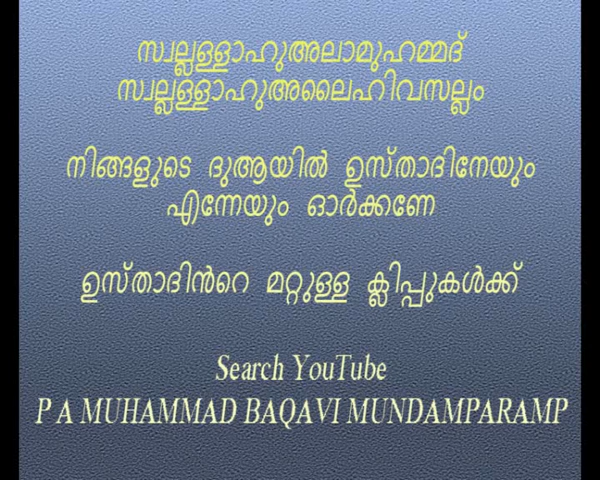 സ്വല്ലള്ളാഹുഅലാമുഹമ്മദ്
സ്വല്ലള്ളാഹുഅലൈഹിവസല്ലം
നിങ്ങളുടെ ദുആയിൽ ഉസ്താദിനേയും
എന്നേയും ഓർക്കണേ
ഉസ്താദിൻറെ മറ്റുള്ള ക്ലിപ്പുകൾക്ക്
Search YouTube
P A MUHAMMAD BAQAVI MUNDAMPARAMP